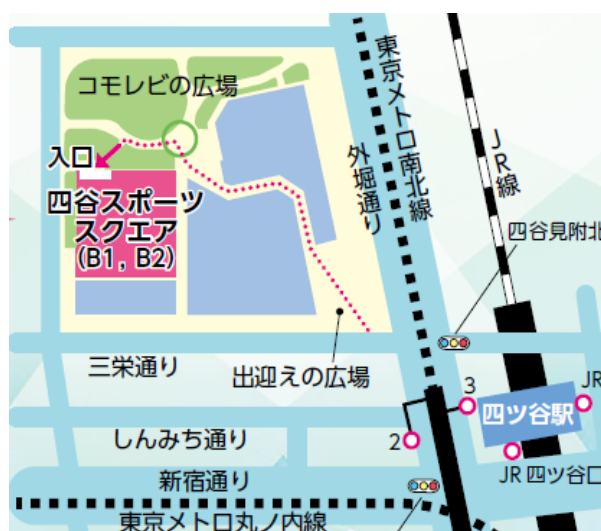 コモレビの広場
入口
四谷スポーツ
スクエア
(B1, B2)
東京メトロ南北線
外堀通り
JR線
四谷見附北
三栄通り
出迎えの広場
3
JR
四ツ谷駅
しんみち通り
2
新宿通り
JR 四ツ谷口
東京メトロ丸ノ内線